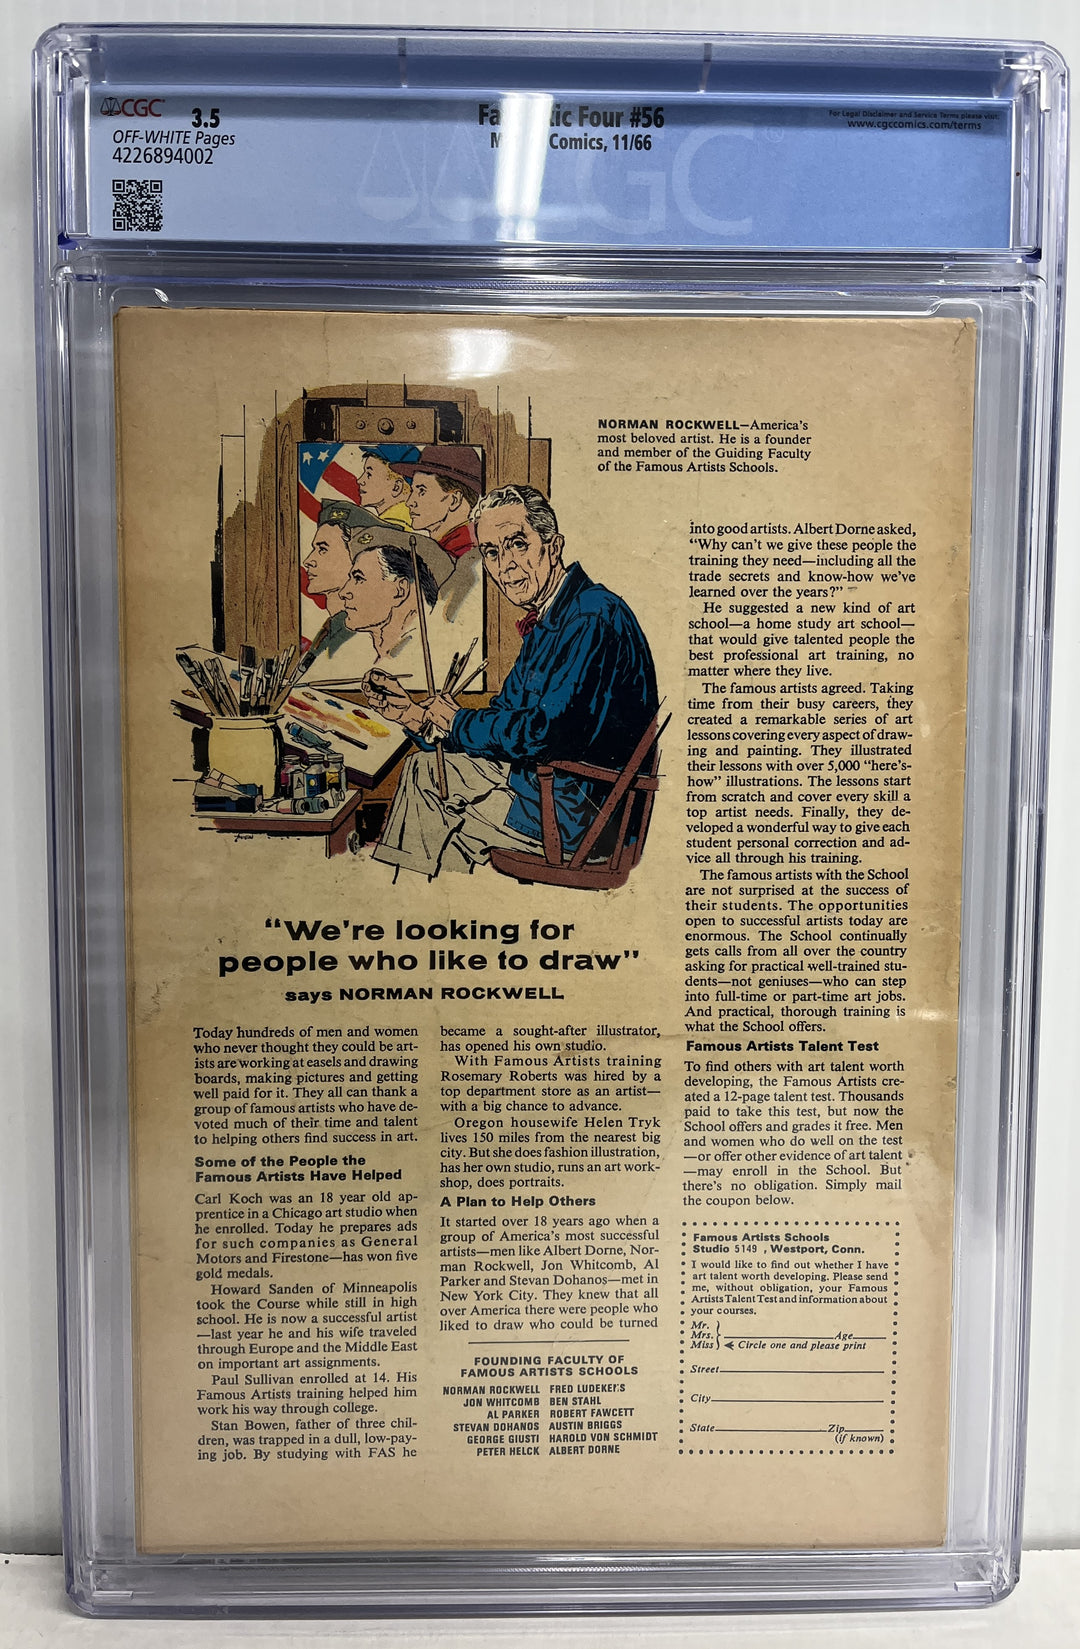 CGC
3.5
OFF-WHITE Pages
4226894002
Four #56
Comics, 11/66
For Legal Disclaimer and Service Terms please visit,
www.cgccomics.com/terms
CGC
NORMAN ROCKWELL—America's
most beloved artist. He is a founder
and member of the Guiding Faculty
of the Famous Artists Schools.
"We're looking for
people who like to draw"
says NORMAN ROCKWELL
Today hundreds of men and women
who never thought they could be art-
ists are working at easels and drawing
boards, making pictures and getting
well paid for it. They all can thank a
group of famous artists who have de-
voted much of their time and talent
to helping others find success in art.
Some of the People the
Famous Artists Have Helped
Carl Koch was an 18 year old ap-
prentice in a Chicago art studio when
he enrolled. Today he prepares ads
for such companies as General
Motors and Firestone—has won five
gold medals.
Howard Sanden of Minneapolis
took the Course while still in high
school. He is now a successful artist
—last year he and his wife traveled
through Europe and the Middle East
on important art assignments.
Paul Sullivan enrolled at 14. His
Famous Artists training helped him
work his way through college.
Stan Bowen, father of three chil-
dren, was trapped in a dull, low-pay-
ing job. By studying with FAS he
became a sought-after illustrator,
has opened his own studio.
With Famous Artists training
Rosemary Roberts was hired by a
top department store as an artist—
with a big chance to advance.
Oregon housewife Helen Tryk
lives 150 miles from the nearest big
city. But she does fashion illustration,
has her own studio, runs an art work-
shop, does portraits.
A Plan to Help Others
It started over 18 years ago when a
group of America's most successful
artists—men like Albert Dorne, Nor-
man Rockwell, Jon Whitcomb, Al
Parker and Stevan Dohanos—met in
New York City. They knew that all
over America there were people who
liked to draw who could be turned
into good artists. Albert Dorne asked,
"Why can't we give these people the
training they need—including all the
trade secrets and know-how we've
learned over the years?"
He suggested a new kind of art
school—a home study art school—
that would give talented people the
best professional art training, no
matter where they live.
The famous artists agreed. Taking
time from their busy careers, they
created a remarkable series of art
lessons covering every aspect of draw-
ing and painting. They illustrated
their lessons with over 5,000 "here's-
how" illustrations. The lessons start
from scratch and cover every skill a
top artist needs. Finally, they de-
veloped a wonderful way to give each
student personal correction and ad-
vice all through his training.
The famous artists with the School
are not surprised at the success of
their students. The opportunities
open to successful artists today are
enormous. The School continually
gets calls from all over the country
asking for practical well-trained stu-
dents—not geniuses—who can step
into full-time or part-time art jobs.
And practical, thorough training is
what the School offers.
Famous Artists Talent Test
To find others with art talent worth
developing, the Famous Artists cre-
ated a 12-page talent test. Thousands
paid to take this test, but now the
School offers and grades it free. Men
and women who do well on the test
—or offer other evidence of art talent
—may enroll in the School. But
there's no obligation. Simply mail
the coupon below.
FOUNDING FACULTY OF
FAMOUS ARTISTS SCHOOLS
NORMAN ROCKWELL FRED LUDEKENS
JON WHITCOMB BEN STAHL
AL PARKER ROBERT FAWCETT
STEVAN DOHANOS AUSTIN BRIGGS
GEORGE GIUSTI HAROLD VON SCHMIDT
PETER HELCK ALBERT DORNE
Famous Artists Schools
Studio 5149 , Westport, Conn.
I would like to find out whether I have
art talent worth developing. Please send
me, without obligation, your Famous
Artists Talent Test and information about
your courses.
Mr.
Mrs. Age
Miss Circle one and please print
Street
City
State Zip
(if known)